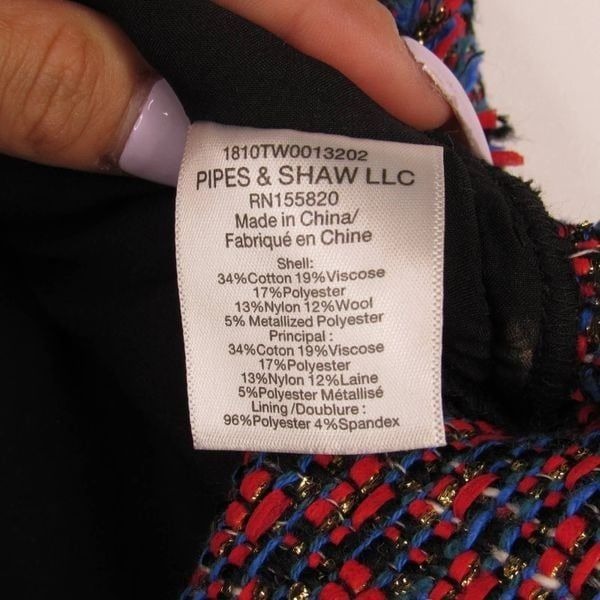 1810TW0013202
PIPES & SHAW LLC
RN155820
Made in China/
Fabriqué en Chine
Shell:
34%Cotton 19%Viscose
17%Polyester
13%Nylon 12%Wool
5% Metallized Polyester
Principal :
34%Coton 19%Viscose
17%Polyester
13%Nylon 12%Laine
5%Polyester Métallisé
Lining /Doublure :
96%Polyester 4%Spandex